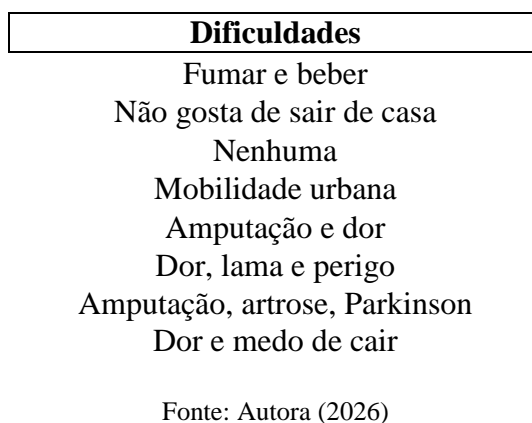 Dificuldades
Fumar e beber
Não gosta de sair de casa
Nenhuma
Mobilidade urbana
Amputação e dor
Dor, lama e perigo
Amputação, artrose, Parkinson
Dor e medo de cair
Fonte: Autora (2026)